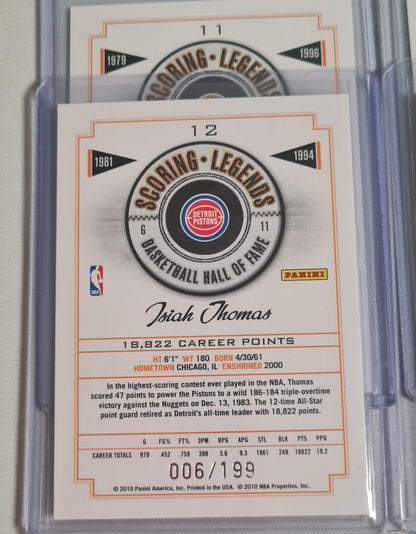 11
1979
1996
SCORING • LEGENDS
12
1981
1994
SCORING • LEGENDS
DETROIT
PISTONS
G
11
BASKETBALL HALL OF FAME
NBA
PANINI
Isiah Thomas
18,822 CAREER POINTS
HT 6'1" WT 180 BORN 4/30/61
HOMETOWN CHICAGO, IL ENSHRINED 2000
In the highest-scoring contest ever played in the NBA, Thomas
scored 47 points to power the Pistons to a wild 186-184 triple-overtime
victory against the Nuggets on Dec. 13, 1983. The 12-time All-Star
point guard retired as Detroit's all-time leader with 18,822 points.
G FG% FT% 3PM RPG APG STL BLK PTS PPG
CAREER TOTALS 979 .452 .759 398 3.6 9.3 1861 249 18822 19.2
006/199
© 2010 Panini America, Inc. Printed in the USA. © 2010 NBA Properties, Inc.